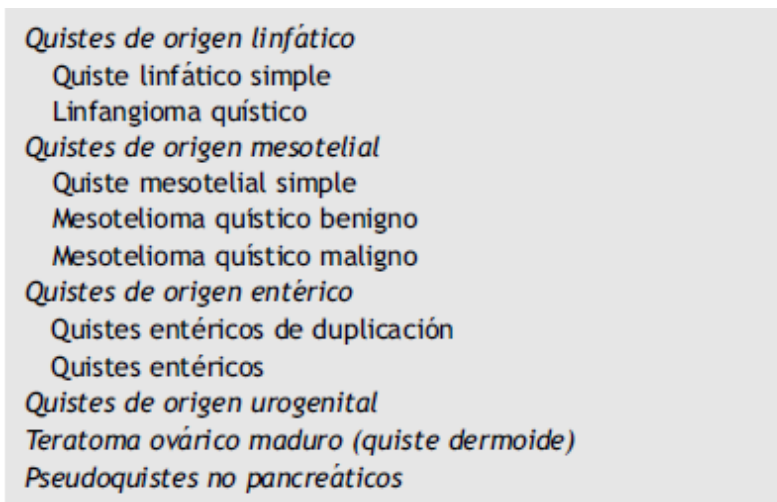 Quistes de origen linfático
Quiste linfático simple
Linfangioma quístico
Quistes de origen mesotelial
Quiste mesotelial simple
Mesotelioma quístico benigno
Mesotelioma quístico maligno
Quistes de origen entérico
Quistes entéricos de duplicación
Quistes entéricos
Quistes de origen urogenital
Teratoma ovárico maduro (quiste dermoide)
Pseudoquistes no pancreáticos